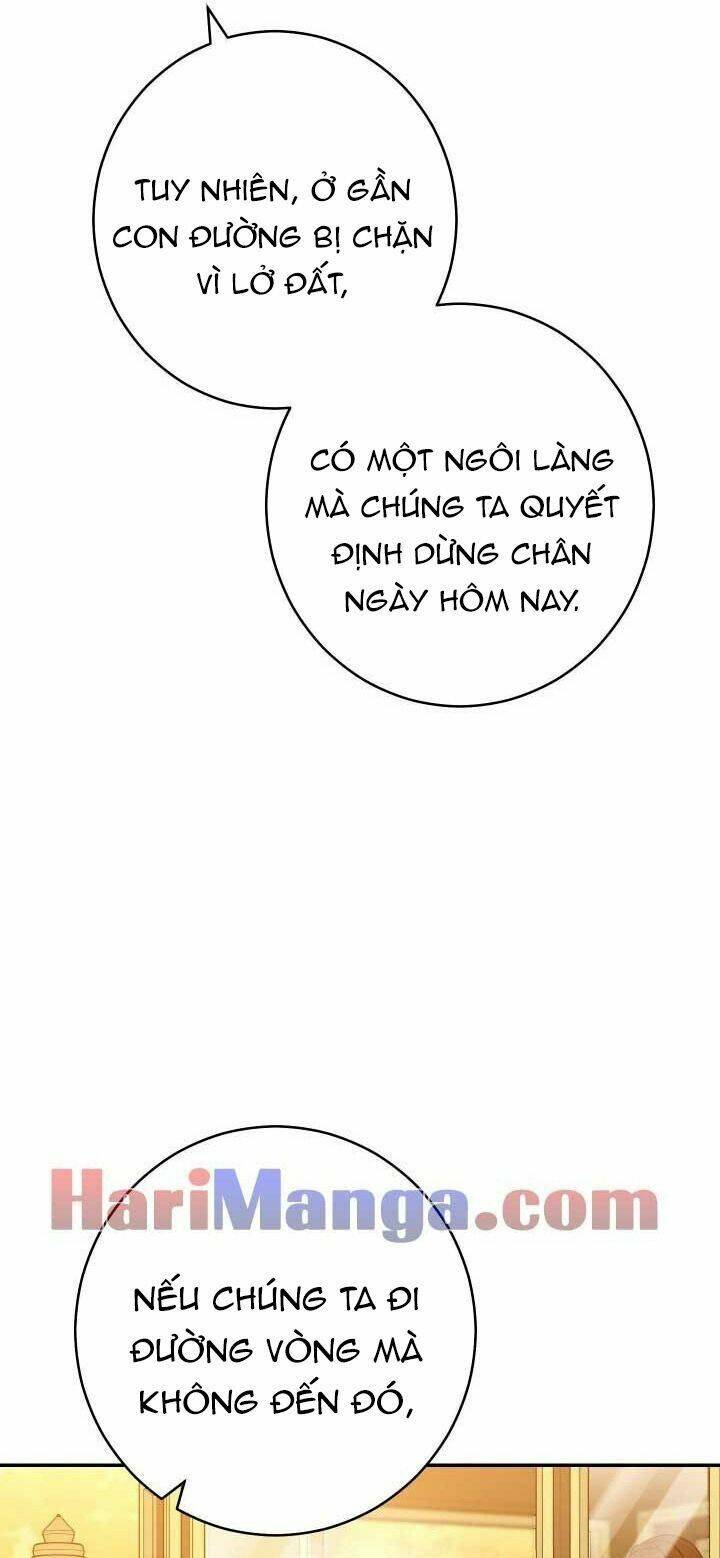 TUY NHIÊN, Ở GẦN
CON ĐƯỜNG BỊ CHẶN
VÌ LỞ ĐẤT,
CÓ MỘT NGÔI LÀNG
MÀ CHÚNG TA QUYẾT
ĐỊNH DỪNG CHÂN
NGÀY HÔM NAY.
HariManga.com
NẾU CHÚNG TA ĐI
ĐƯỜNG VÒNG MÀ
KHÔNG ĐẾN ĐÓ,